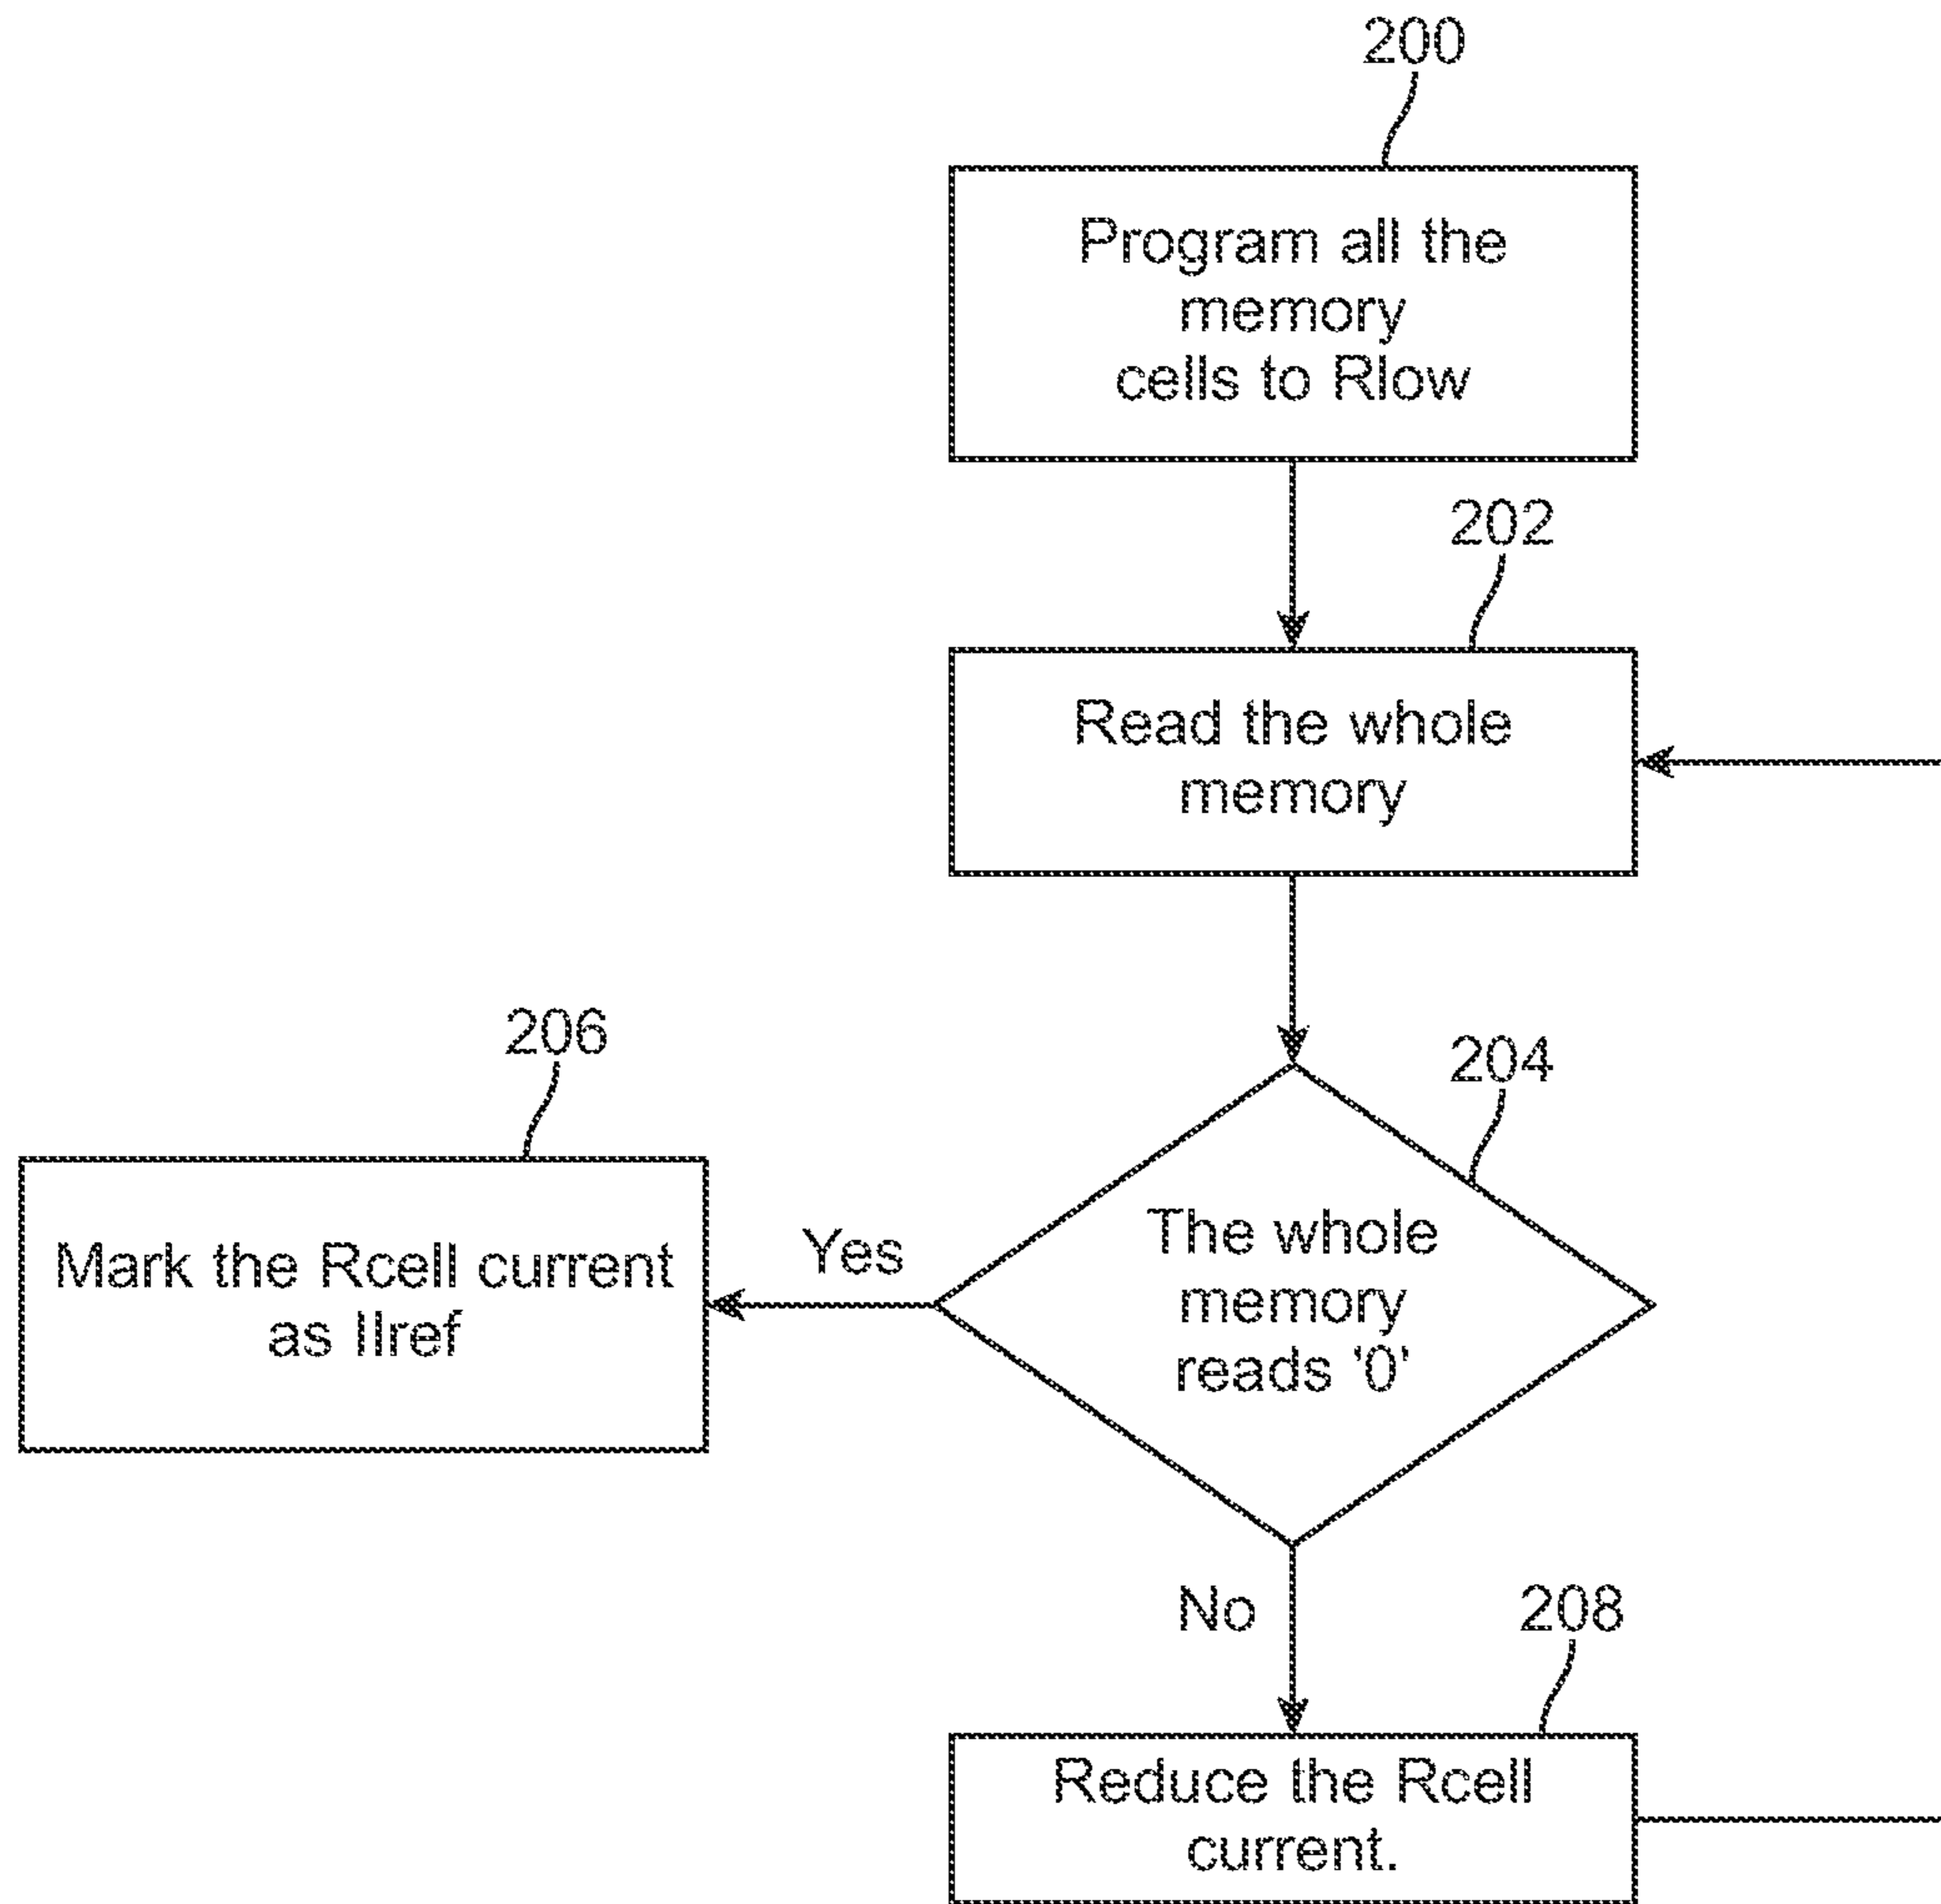 200
Program all the
memory
cells to Rlow
202
Read the whole
memory
204
The whole
memory
reads '0'
Yes
206
Mark the Rcell current
as IIref
No
208
Reduce the Rcell
current.